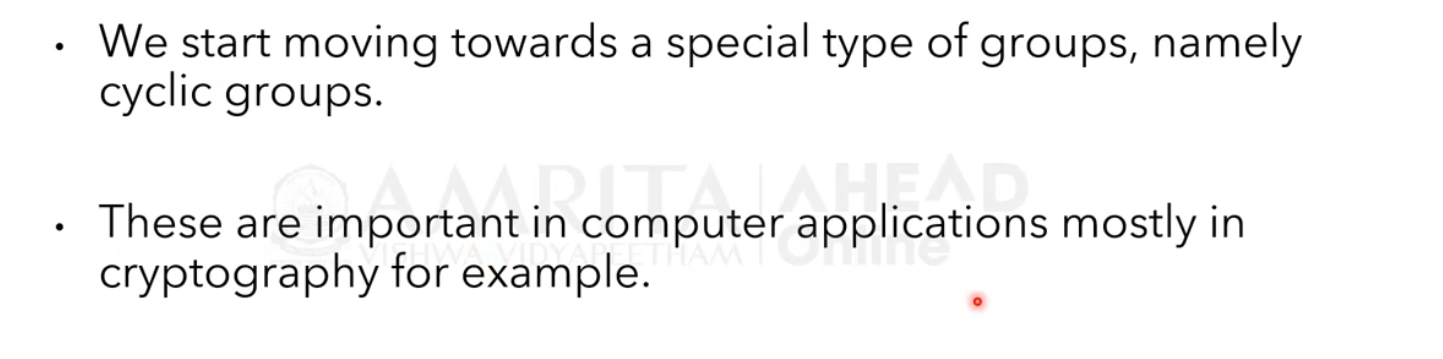 • We start moving towards a special type of groups, namely
cyclic groups.
AMRITA | AHEAD
• These are important in computer applications mostly in
VISHWA VIDYAPEETHAM | Online
cryptography for example.